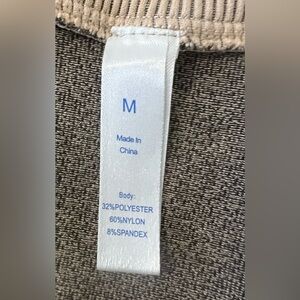 M
Made In
China
Body:
32%POLYESTER
60%NYLON
8%SPANDEX